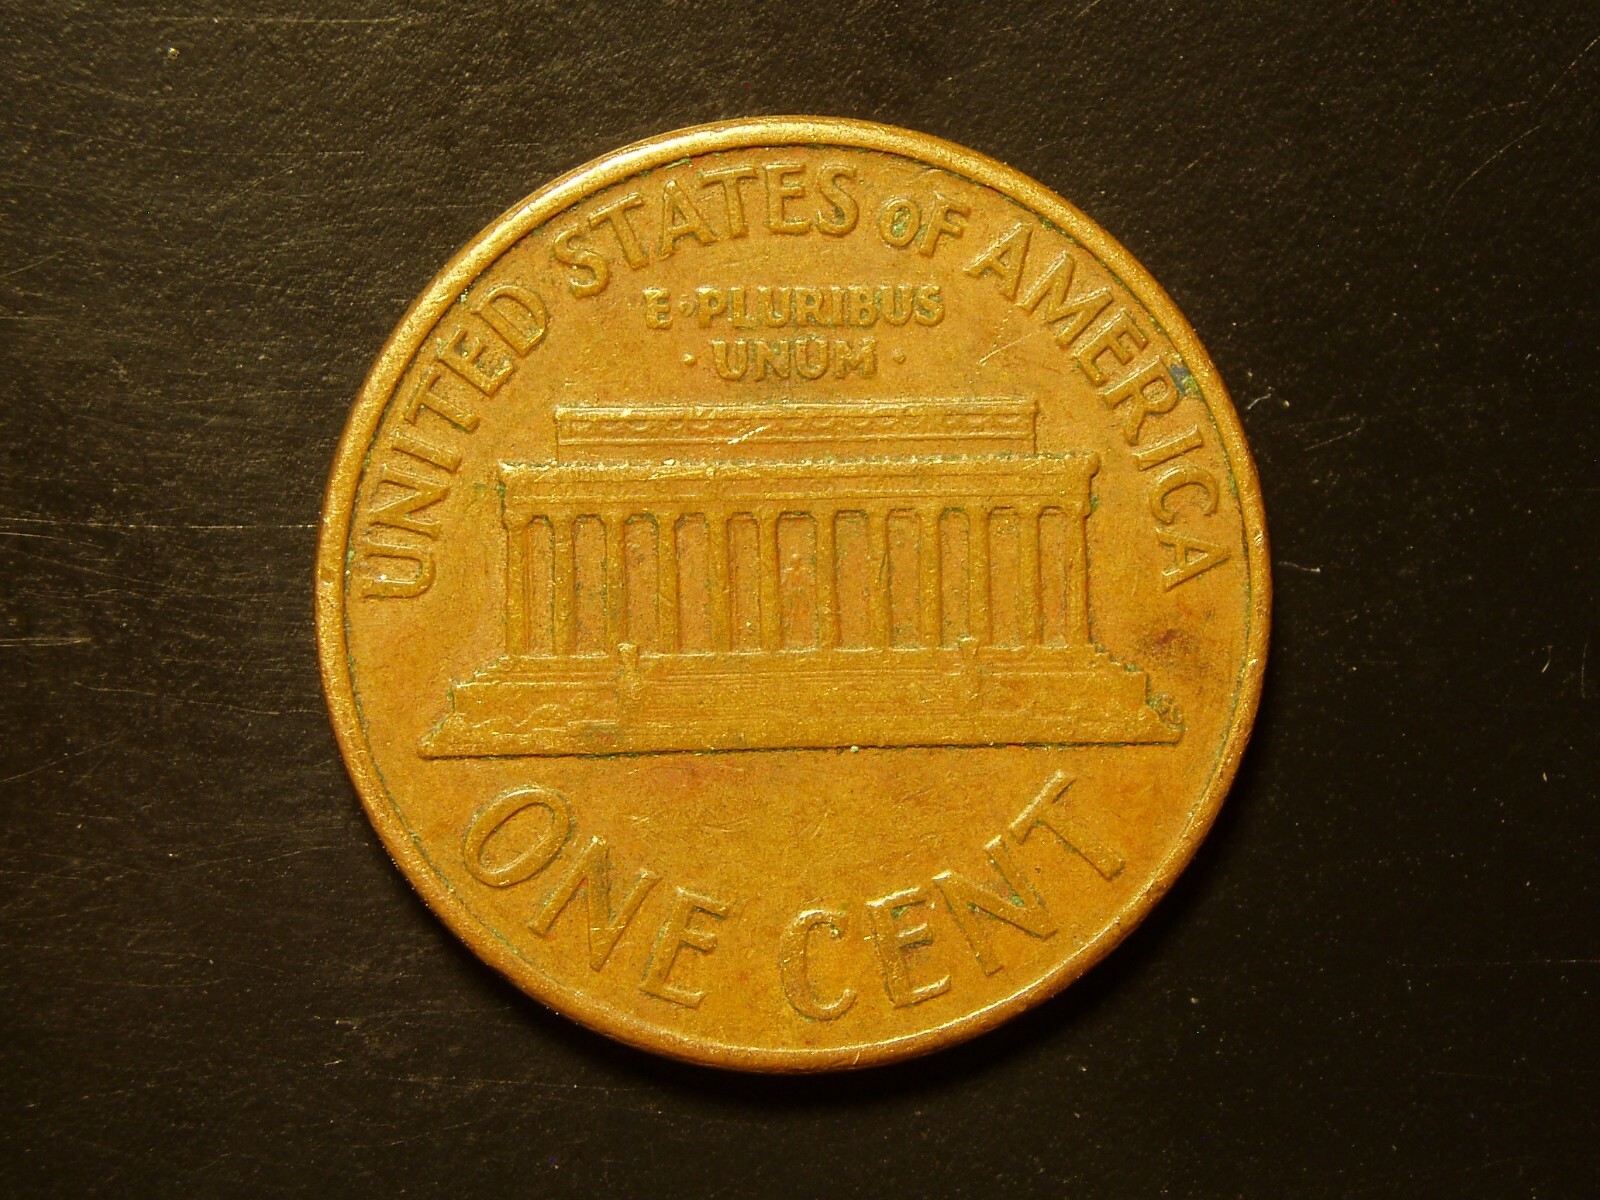 UNITED STATES OF AMERICA
E·PLURIBUS
·UNUM·
ONE CENT